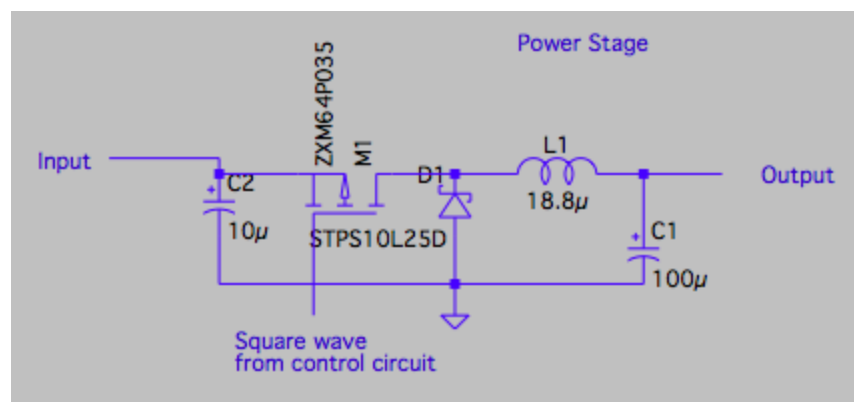 Power Stage
ZXM64P035
M1
Input
C2
10µ
STPS10L25D
D1
L1
18.8µ
Output
C1
100µ
Square wave
from control circuit